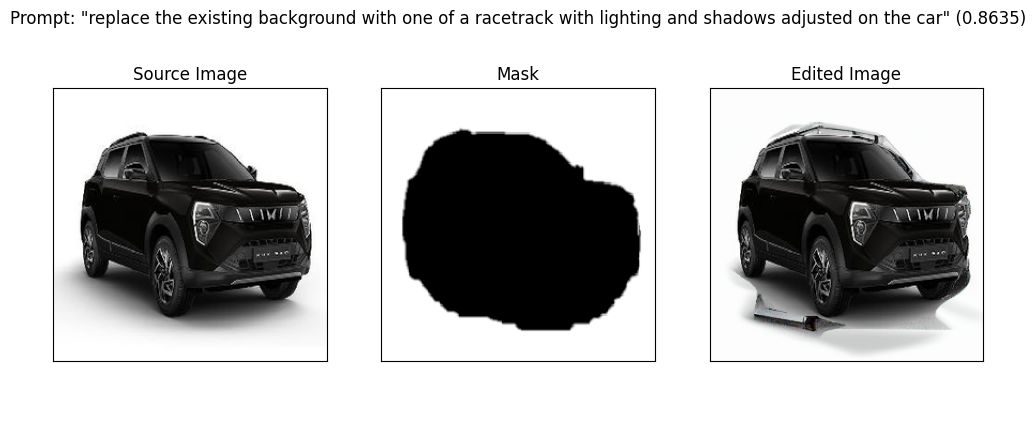 Prompt: "replace the existing background with one of a racetrack with lighting and shadows adjusted on the car" (0.8635)
Source Image
Mask
Edited Image